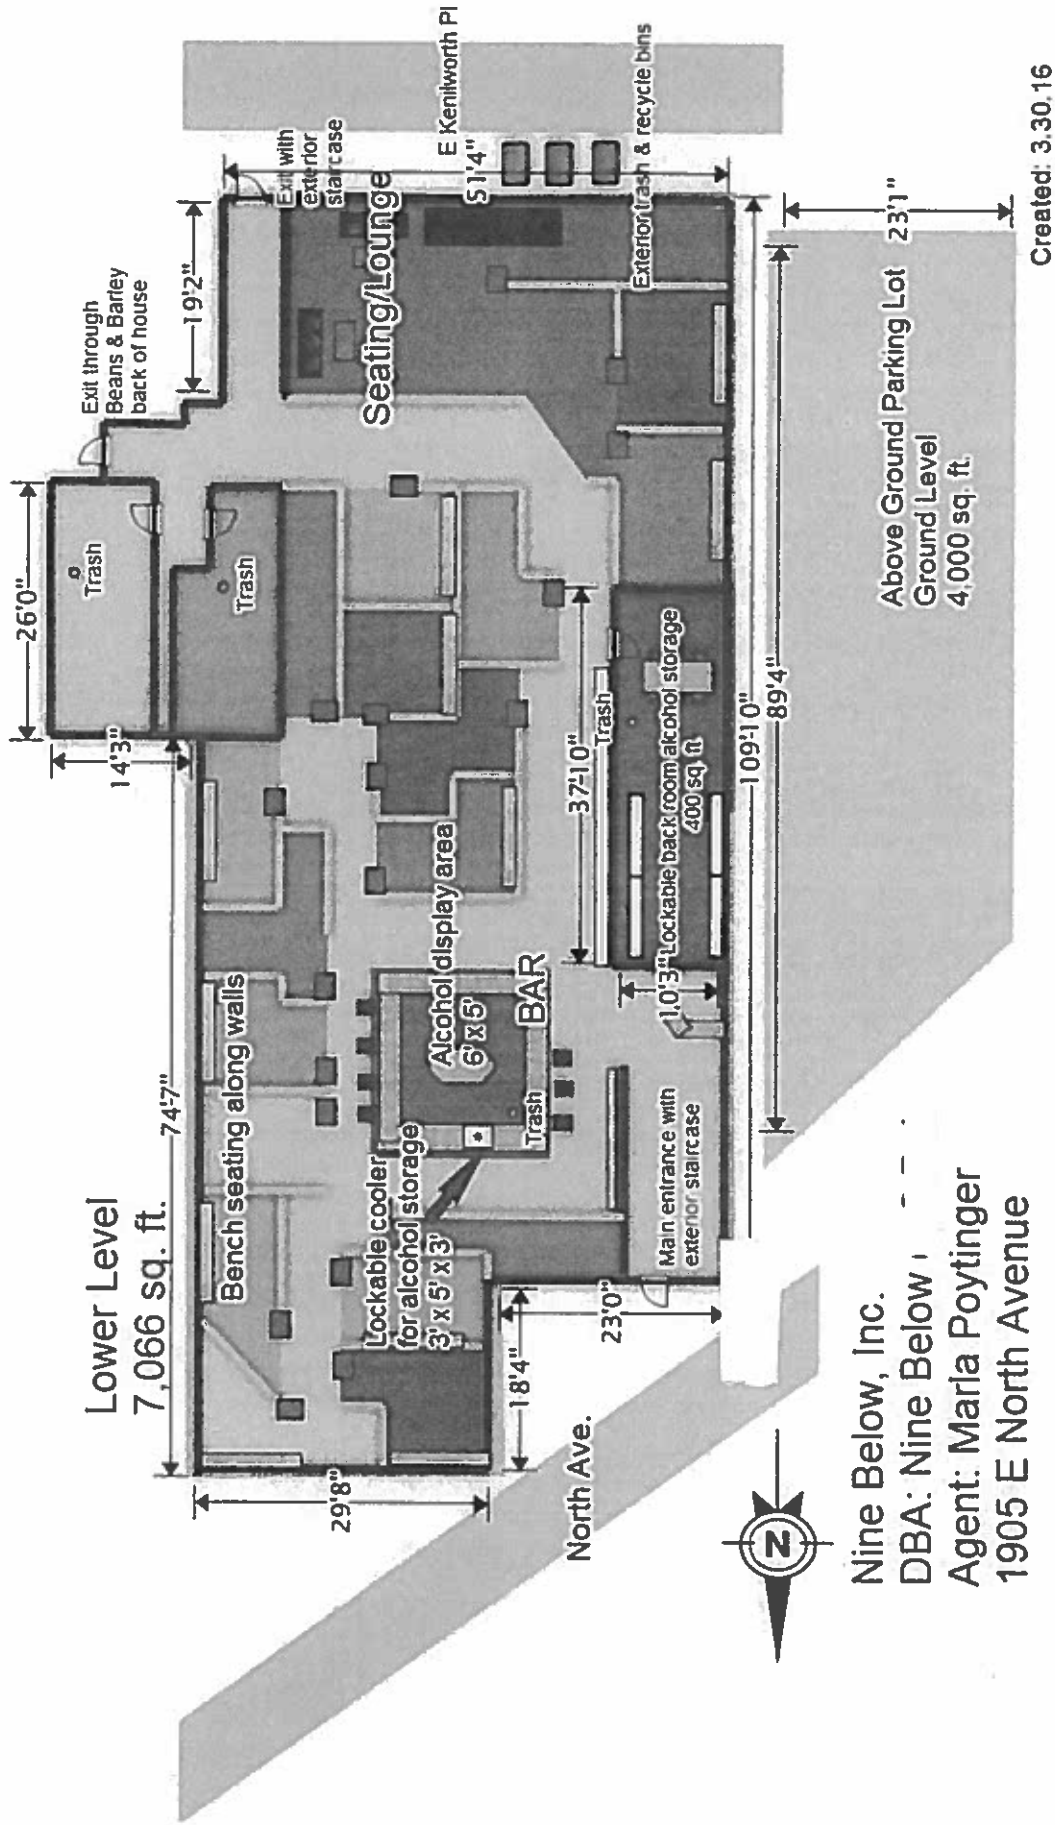 Lower Level
7,066 sq. ft.
74'-7"
14'3"
26'0"
Trash
Trash
Exit through
Beans & Barley
back of house
19'2"
Exit with
exterior
staircase
E Kenilworth Pl
51'4"
Exterior trash & recycle bins
Seating/Lounge
Bench seating along walls
29'8"
Lockable cooler
for alcohol storage
3' x 5' x 3'
Alcohol display area
6' x 5'
BAR
Trash
18'4"
23'0"
Main entrance with
exterior staircase
37'-10"
Trash
10'3"
Lockable back room alcohol storage
400 sq. ft
109'-10"
89'4"
North Ave.
Above Ground Parking Lot
Ground Level
4,000 sq. ft.
23'1"
N
Nine Below, Inc.
DBA: Nine Below
Agent: Marla Poytinger
1905 E North Avenue
Created: 3.30.16